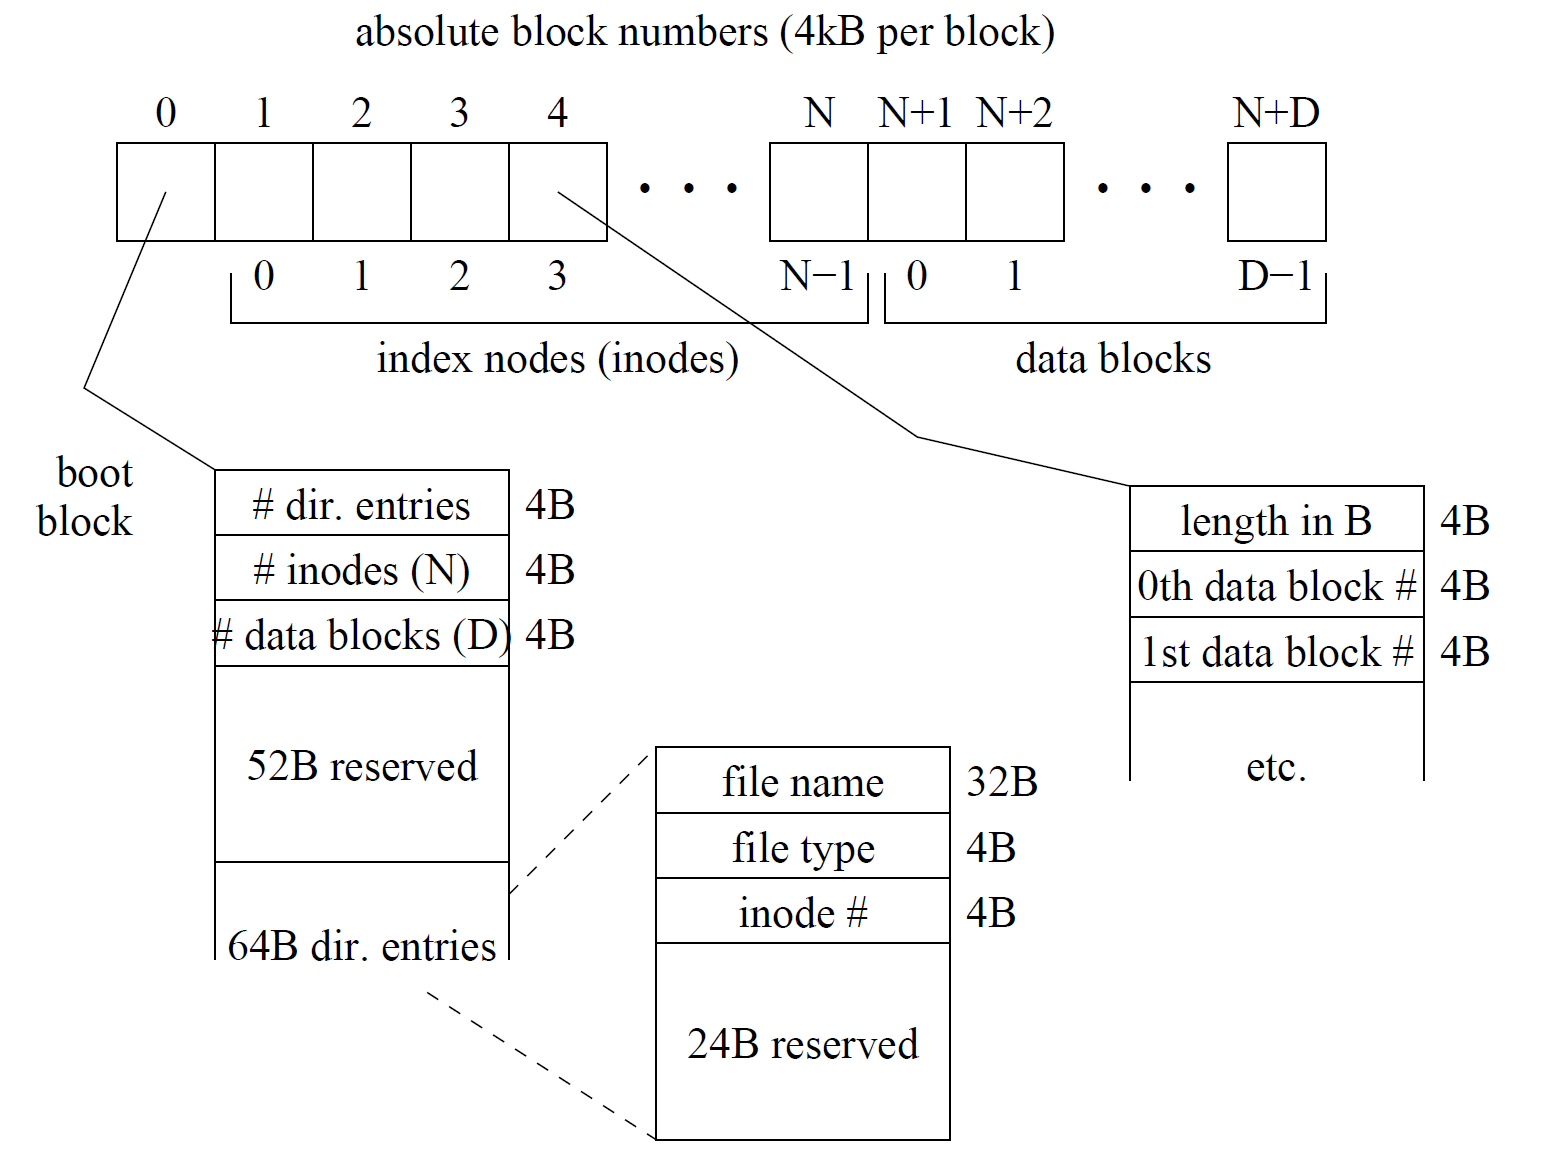 absolute block numbers (4kB per block)
0 1 2 3 4 N N+1 N+2 N+D
0 1 2 3 N−1 0 1 D−1
index nodes (inodes) data blocks
boot
block
# dir. entries 4B
# inodes (N) 4B
# data blocks (D) 4B
52B reserved
64B dir. entries
file name 32B
file type 4B
inode # 4B
24B reserved
length in B 4B
0th data block # 4B
1st data block # 4B
etc.